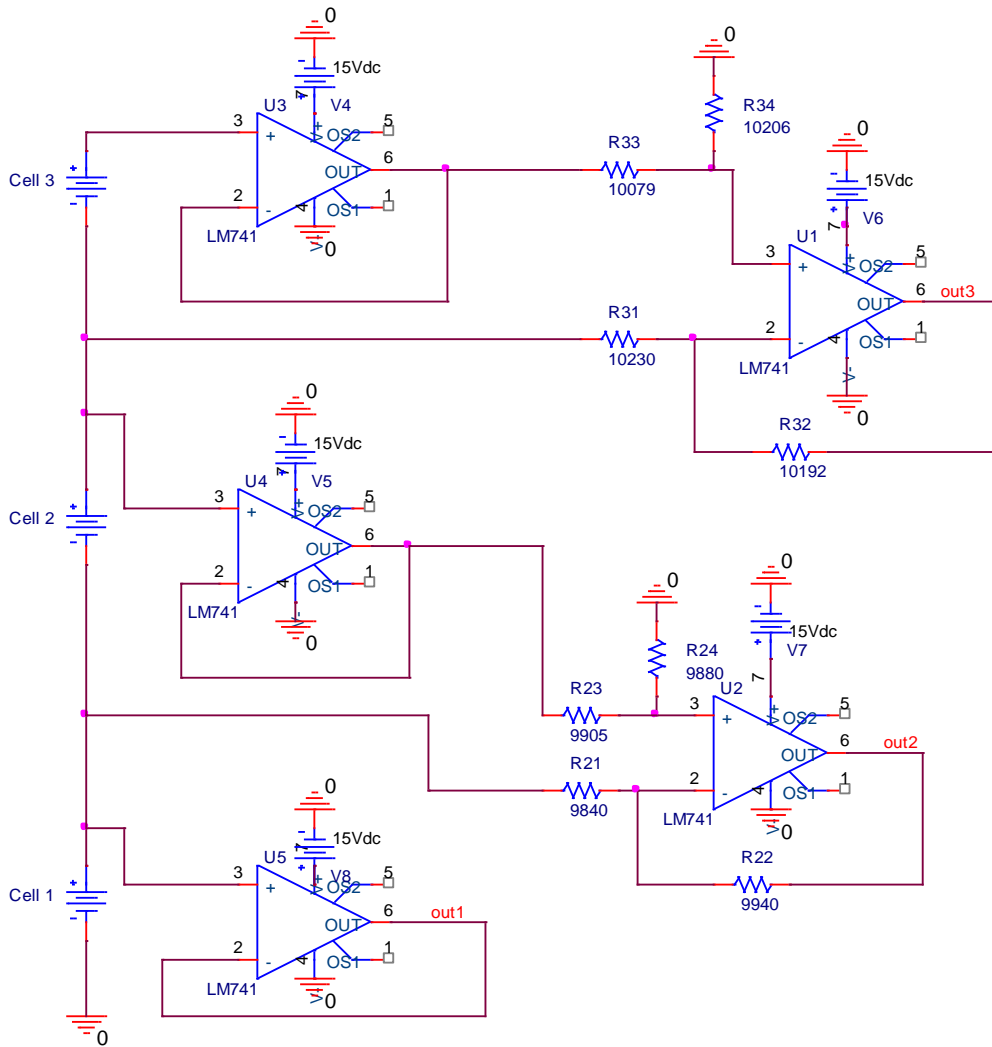 0
15Vdc
7
U3
V4
3
+
V+
OS2
5
OUT
6
Cell 3
2
-
4
OS1
1
LM741
V-
0
0
R34
10206
R33
10079
0
15Vdc
7
V6
U1
3
+
V+
OS2
5
OUT
6
out3
R31
10230
2
-
4
OS1
1
LM741
V-
0
R32
10192
0
15Vdc
7
U4
V5
3
+
V+
OS2
5
OUT
6
Cell 2
2
-
4
OS1
1
LM741
V-
0
0
R24
9880
0
15Vdc
V7
7
U2
R23
9905
3
+
V+
OS2
5
OUT
6
out2
R21
9840
2
-
4
OS1
1
LM741
V-
0
R22
9940
0
15Vdc
7
U5
V8
3
+
V+
OS2
5
OUT
6
out1
Cell 1
2
-
4
OS1
1
LM741
V-
0
0